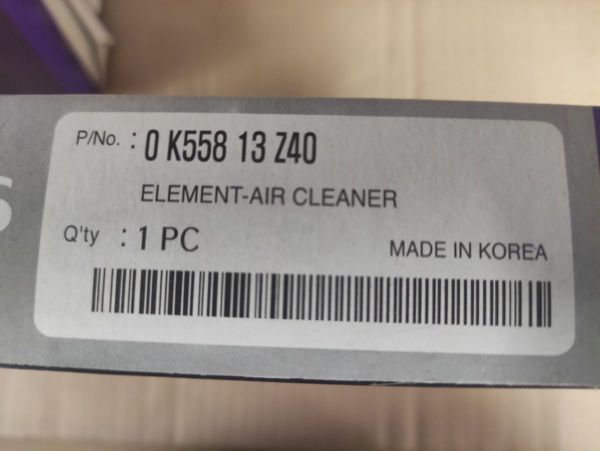 P/No. : 0 K558 13 Z40
ELEMENT-AIR CLEANER
Q'ty : 1 PC
MADE IN KOREA